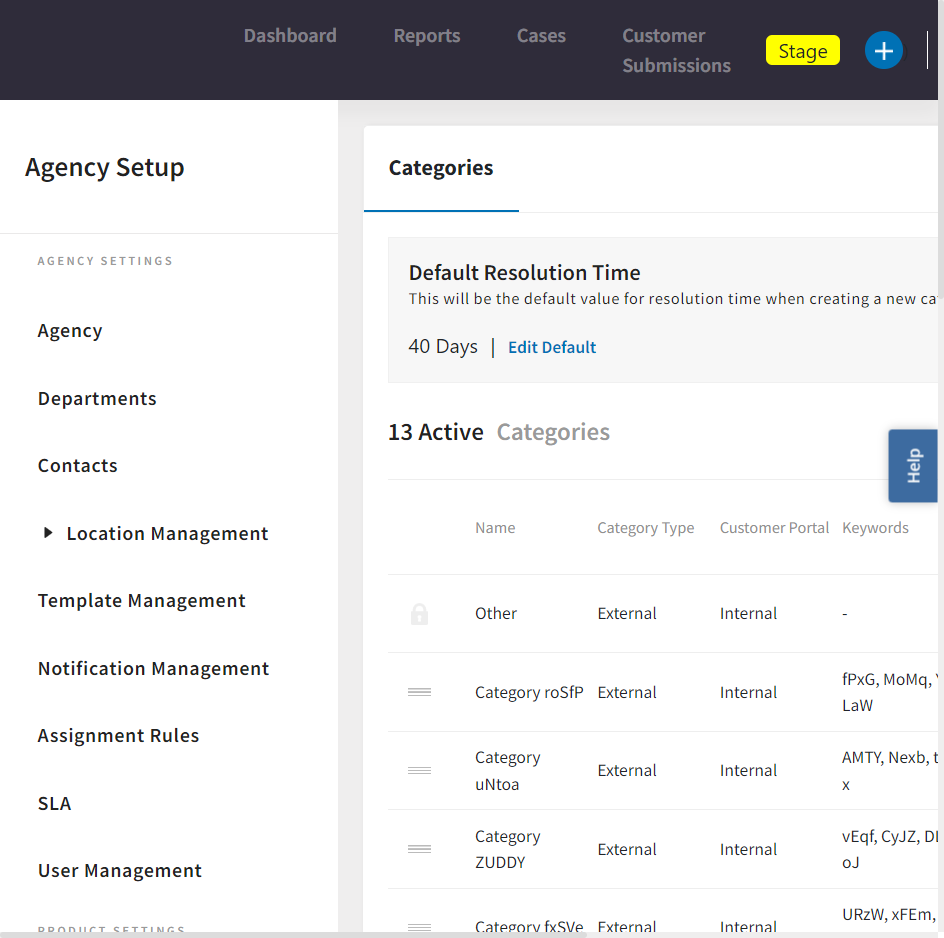 Dashboard
Reports
Cases
Customer
Submissions
Stage
Agency Setup
AGENCY SETTINGS
Agency
Departments
Contacts
Location Management
Template Management
Notification Management
Assignment Rules
SLA
User Management
PRODUCT SETTINGS
Categories
Default Resolution Time
This will be the default value for resolution time when creating a new ca
40 Days | Edit Default
13 Active Categories
Help
Name Category Type Customer Portal Keywords
Other External Internal -
Category roSfP External Internal fPxG, MoMq,
LaW
Category
uNtoa
External Internal AMTY, Nexb, t
x
Category
ZUDDY
External Internal vEqf, CyJZ,
oJ
Category fxSVe External Internal URzW, xFEm,